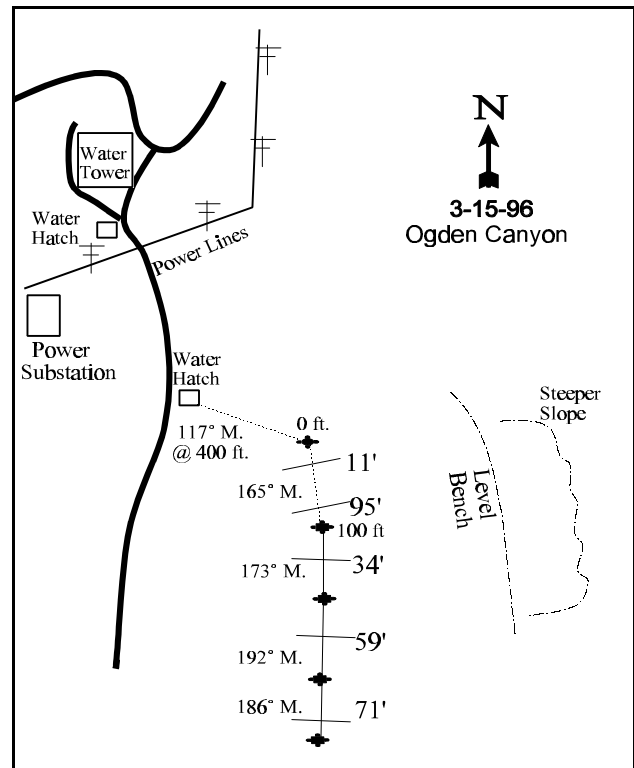 N
3-15-96
Ogden Canyon
Water
Tower
Water
Hatch
Power Lines
Power
Substation
Water
Hatch
117° M.
@ 400 ft.
0 ft.
11'
165° M.
95'
100 ft
34'
173° M.
59'
192° M.
186° M.
71'
Steeper
Slope
Level
Bench